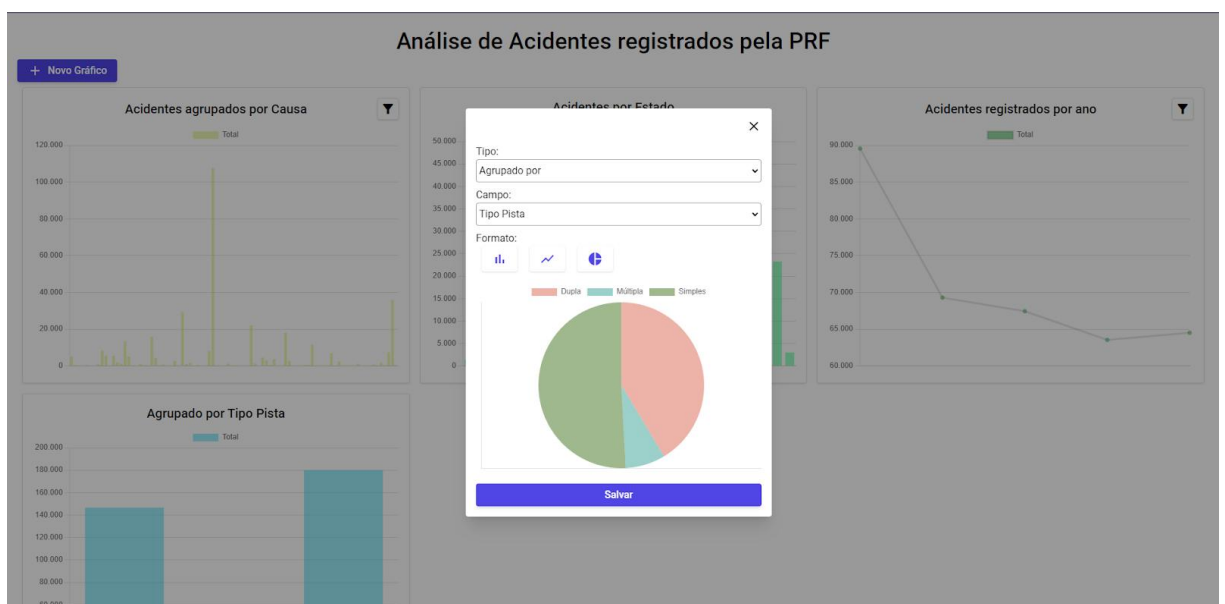 Análise de Acidentes registrados pela PRF
+ Novo Gráfico
Acidentes agrupados por Causa
Total
120.000
100.000
80.000
60.000
40.000
20.000
0
Acidentes por Estado
50.000
45.000
40.000
35.000
30.000
25.000
20.000
15.000
10.000
5.000
0
Tipo:
Agrupado por
Campo:
Tipo Pista
Formato:
Dupla Múltipla Simples
Salvar
Acidentes registrados por ano
Total
90.000
85.000
80.000
75.000
70.000
65.000
60.000
Agrupado por Tipo Pista
Total
200.000
180.000
160.000
140.000
120.000
100.000
80.000
60.000